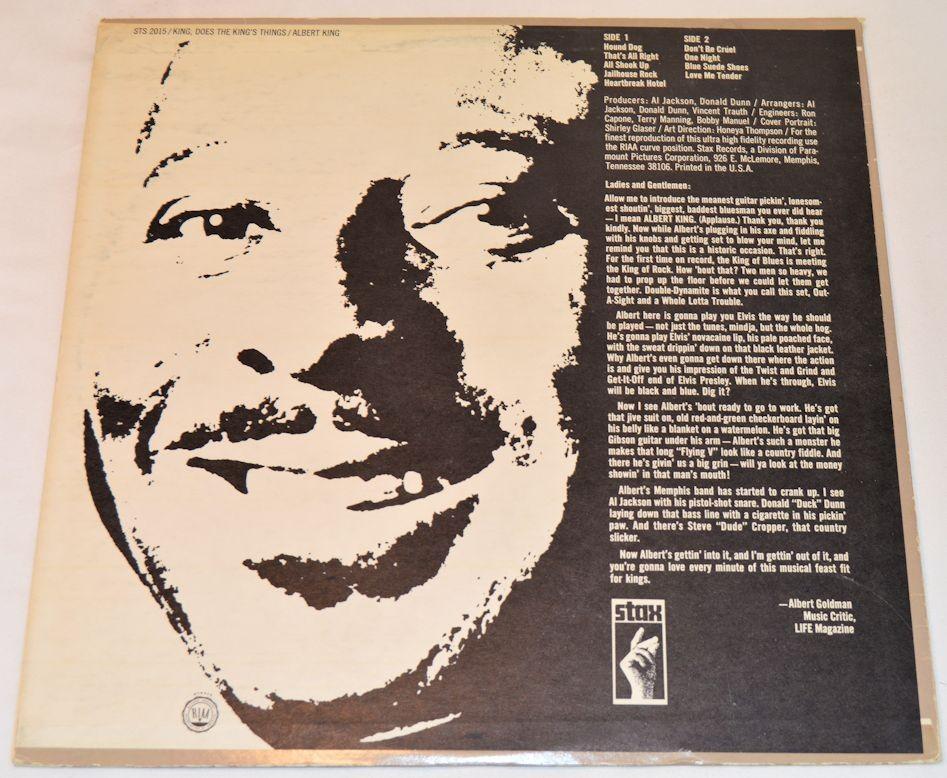 STS 2015/KING, DOES THE KING'S THINGS/ALBERT KING
SIDE 1
Hound Dog
That's All Right
All Shook Up
Jailhouse Rock
Heartbreak Hotel
SIDE 2
Don't Be Cruel
One Night
Blue Suede Shoes
Love Me Tender
Producers: Al Jackson, Donald Dunn / Arrangers: Al
Jackson, Donald Dunn, Vincent Trauth / Engineers: Ron
Capone, Terry Manning, Bobby Manuel / Cover Portrait:
Shirley Glaser / Art Direction: Honeya Thompson / For the
finest reproduction of this ultra high fidelity recording use
the RIAA curve position. Stax Records, a Division of Para-
mount Pictures Corporation, 926 E. McLemore, Memphis,
Tennessee 38106. Printed in the U.S.A.
Ladies and Gentlemen:
Allow me to introduce the meanest guitar pickin', lonesom-
est shoutin', biggest, baddest bluesman you ever did hear
— I mean ALBERT KING. (Applause.) Thank you, thank you
kindly. Now while Albert's plugging in his axe and fiddling
with his knobs and getting set to blow your mind, let me
remind you that this is a historic occasion. That's right.
For the first time on record, the King of Blues is meeting
the King of Rock. How 'bout that? Two men so heavy, we
had to prop up the floor before we could let them get
together. Double-Dynamite is what you call this set, Out-
A-Sight and a Whole Lotta Trouble.
Albert here is gonna play you Elvis the way he should
be played — not just the tunes, mindja, but the whole hog.
He's gonna play Elvis' novacaine lip, his pale poached face,
with the sweat drippin' down on that black leather jacket.
Why Albert's even gonna get down there where the action
is and give you his impression of the Twist and Grind and
Get-It-Off end of Elvis Presley. When he's through, Elvis
will be black and blue. Dig it?
Now I see Albert's 'bout ready to go to work. He's got
that jive suit on, old red-and-green checkerboard layin' on
his belly like a blanket on a watermelon. He's got that big
Gibson guitar under his arm — Albert's such a monster he
makes that long "Flying V" look like a country fiddle. And
there he's givin' us a big grin — will ya look at the money
showin' in that man's mouth!
Albert's Memphis band has started to crank up. I see
Al Jackson with his pistol-shot snare. Donald "Duck" Dunn
laying down that bass line with a cigarette in his pickin'
paw. And there's Steve "Dude" Cropper, that country
slicker.
Now Albert's gettin' into it, and I'm gettin' out of it, and
you're gonna love every minute of this musical feast fit
for kings.
—Albert Goldman
Music Critic,
LIFE Magazine
stax
RIAA